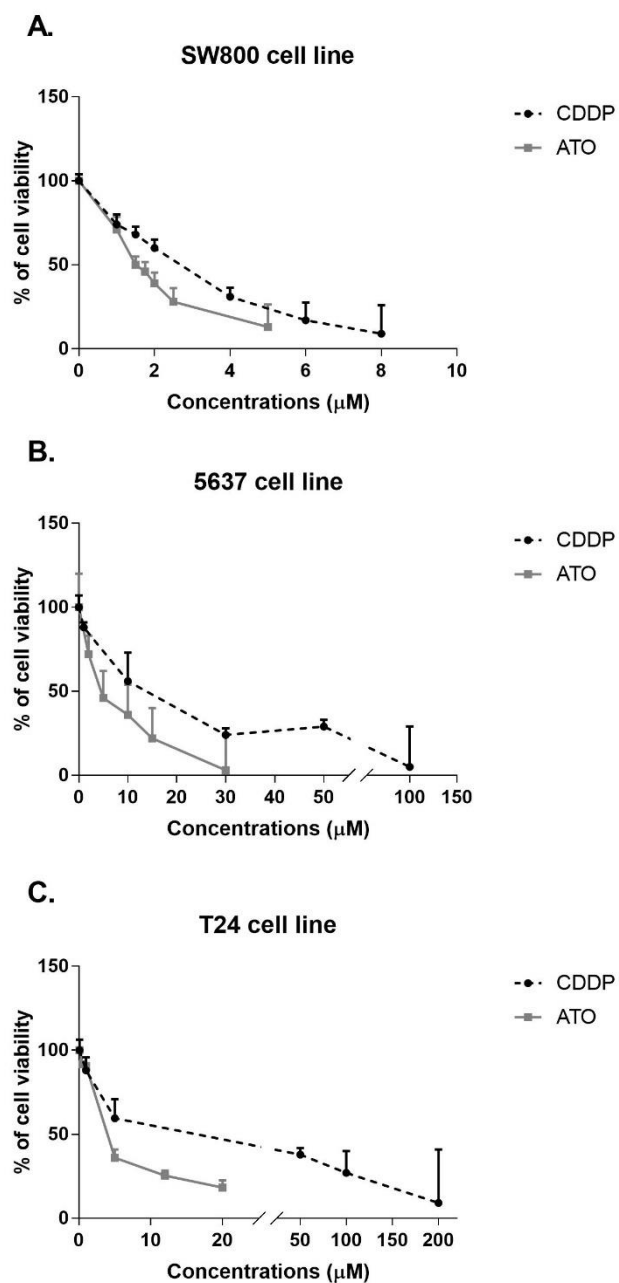 A.
SW800 cell line
150
100
50
0
0 2 4 6 8 10
% of cell viability
Concentrations (μM)
CDDP
ATO
B.
5637 cell line
150
100
50
0
0 10 20 30 40 50 100 150
% of cell viability
Concentrations (μM)
CDDP
ATO
C.
T24 cell line
150
100
50
0
0 10 20 50 100 150 200
% of cell viability
Concentrations (μM)
CDDP
ATO